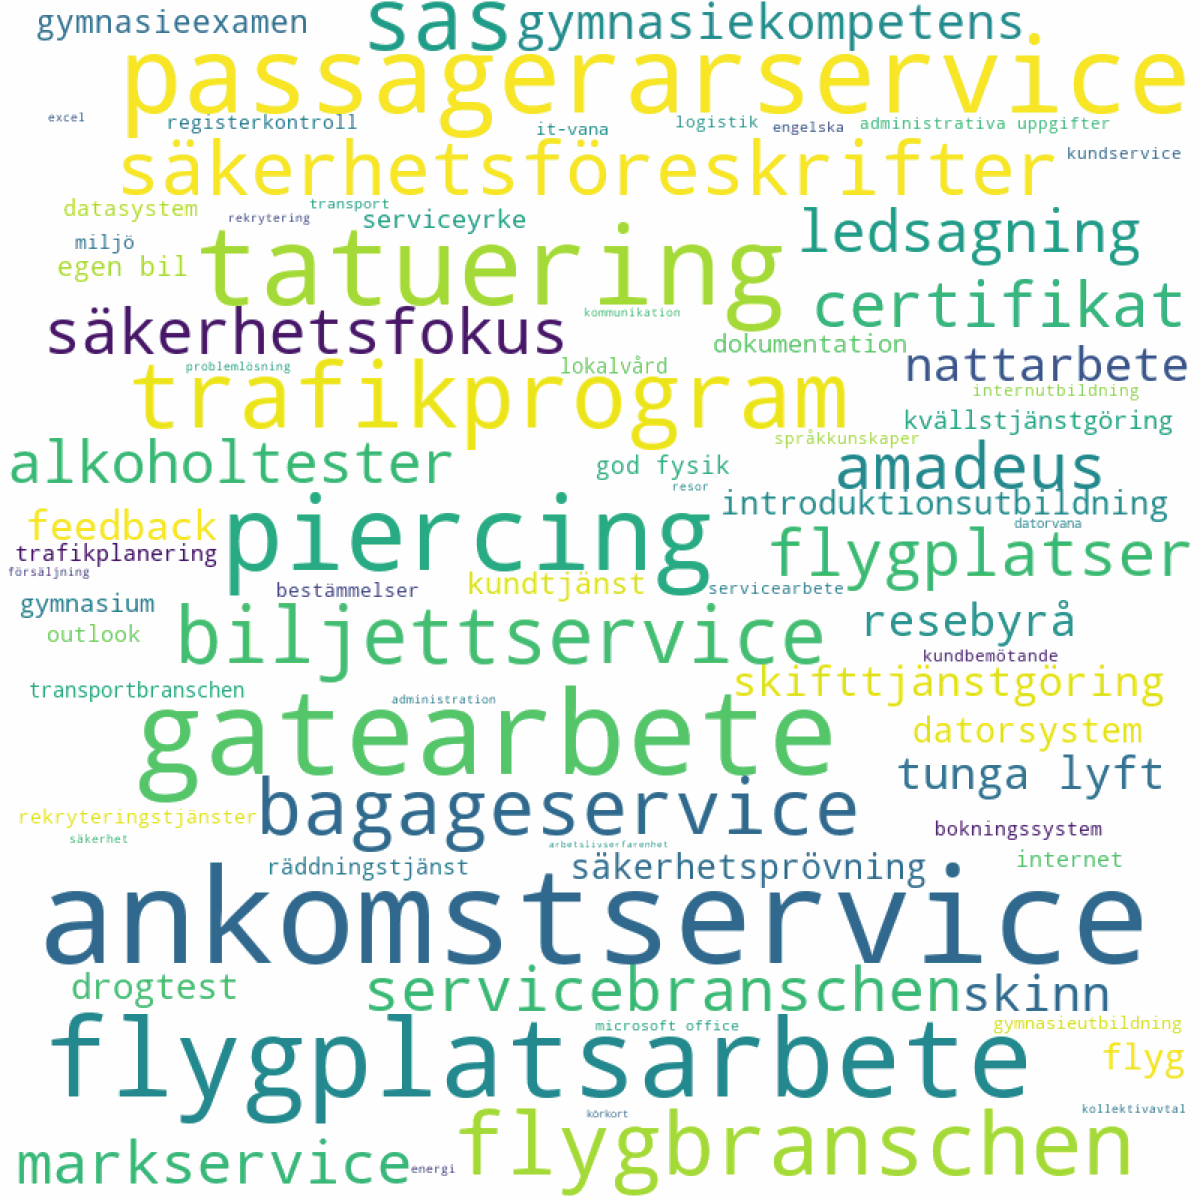 gymnasieexamen
sas
gymnasiekompetens
passagerarservice
excel
registerkontroll
it-vana
logistik
engelska
administrativa uppgifter
säkerhetsföreskrifter
kundservice
datasystem
rekrytering
transport
serviceyrke
ledsagning
miljö
tatuering
egen bil
certifikat
kommunikation
säkerhetsfokus
dokumentation
nattarbete
problemlösning
lokalvård
trafikprogram
internutbildning
kvällstjänstgöring
språkkunskaper
alkoholtester
god fysik
amadeus
resor
introduktionsutbildning
feedback
piercing
datorvana
trafikplanering
flygplatser
försäljning
bestämmelser
kundtjänst
servicearbete
gymnasium
biljettservice
resebyrå
outlook
kundbemötande
transportbranschen
administration
skifttjänstgöring
gatearbete
datorsystem
tunga lyft
rekryteringstjänster
bagageservice
bokningssystem
säkerhet
arbetslivserfarenhet
räddningstjänst
säkerhetsprövning
internet
ankomstservice
drogtest
servicebranschen
skinn
microsoft office
gymnasieutbildning
flygplatsarbete
flyg
körkort
kollektivavtal
flygbranschen
markservice
energi